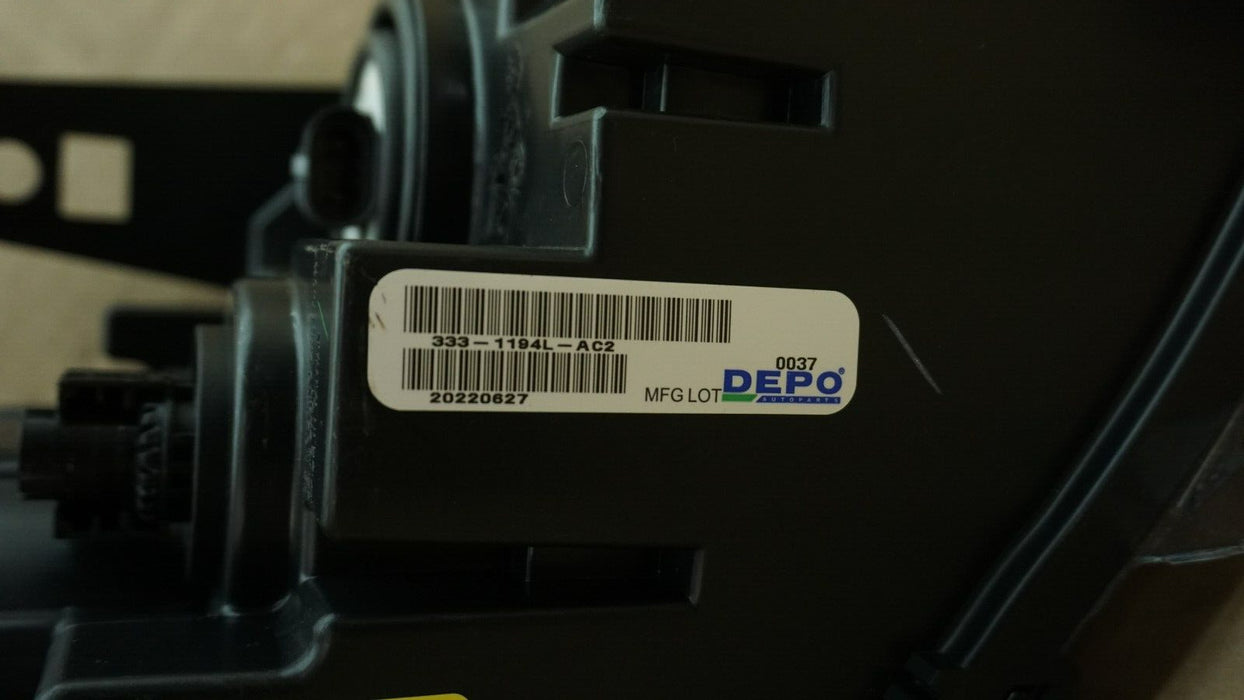 333-1194L-AC2
20220627
0037
MFG LOT
DEPO®
AUTOPARTS